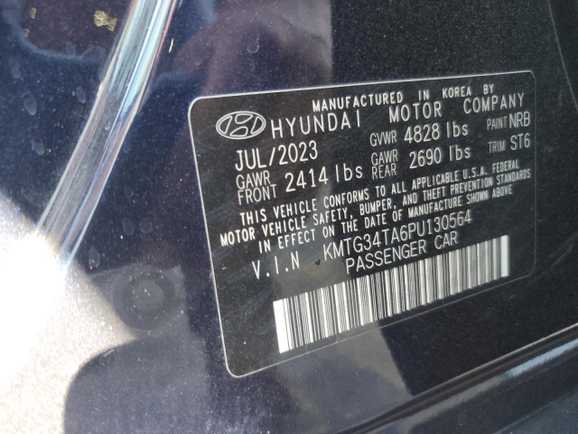 MANUFACTURED IN KOREA BY
HYUNDAI MOTOR COMPANY
JUL/2023 GVWR 4828 lbs PAINT NRB
GAWR FRONT 2414 lbs GAWR REAR 2690 lbs TRIM ST6
THIS VEHICLE CONFORMS TO ALL APPLICABLE U.S.A. FEDERAL
MOTOR VEHICLE SAFETY, BUMPER, AND THEFT PREVENTION STANDARDS
IN EFFECT ON THE DATE OF MANUFACTURE SHOWN ABOVE.
V.I.N KMTG34TA6PU130564
PASSENGER CAR